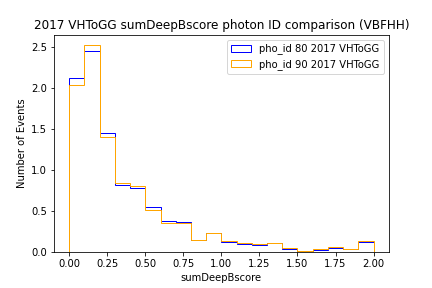 2017 VHToGG sumDeepBscore photon ID comparison (VBFHH)
pho_id 80 2017 VHToGG
pho_id 90 2017 VHToGG
Number of Events
2.5
2.0
1.5
1.0
0.5
0.0
0.00 0.25 0.50 0.75 1.00 1.25 1.50 1.75 2.00
sumDeepBscore